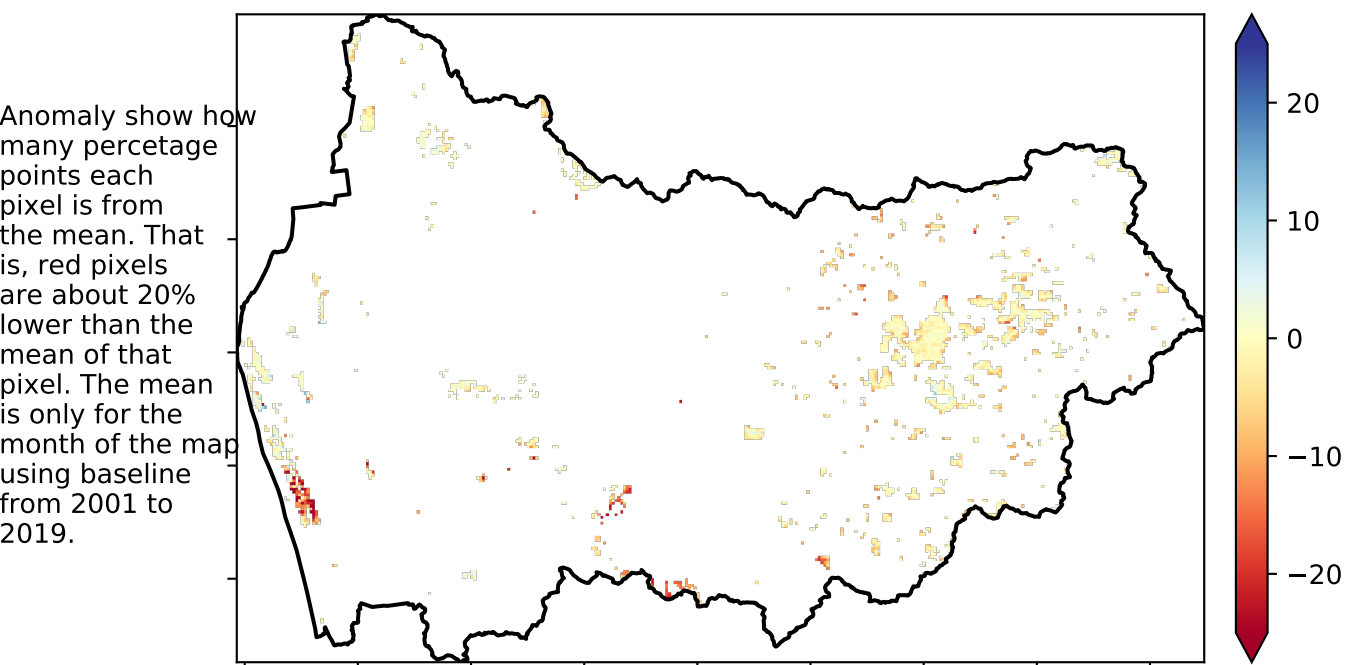 Anomaly show how
many percetage
points each
pixel is from
the mean. That
is, red pixels
are about 20%
lower than the
mean of that
pixel. The mean
is only for the
month of the map
using baseline
from 2001 to
2019.
20
10
0
−10
−20